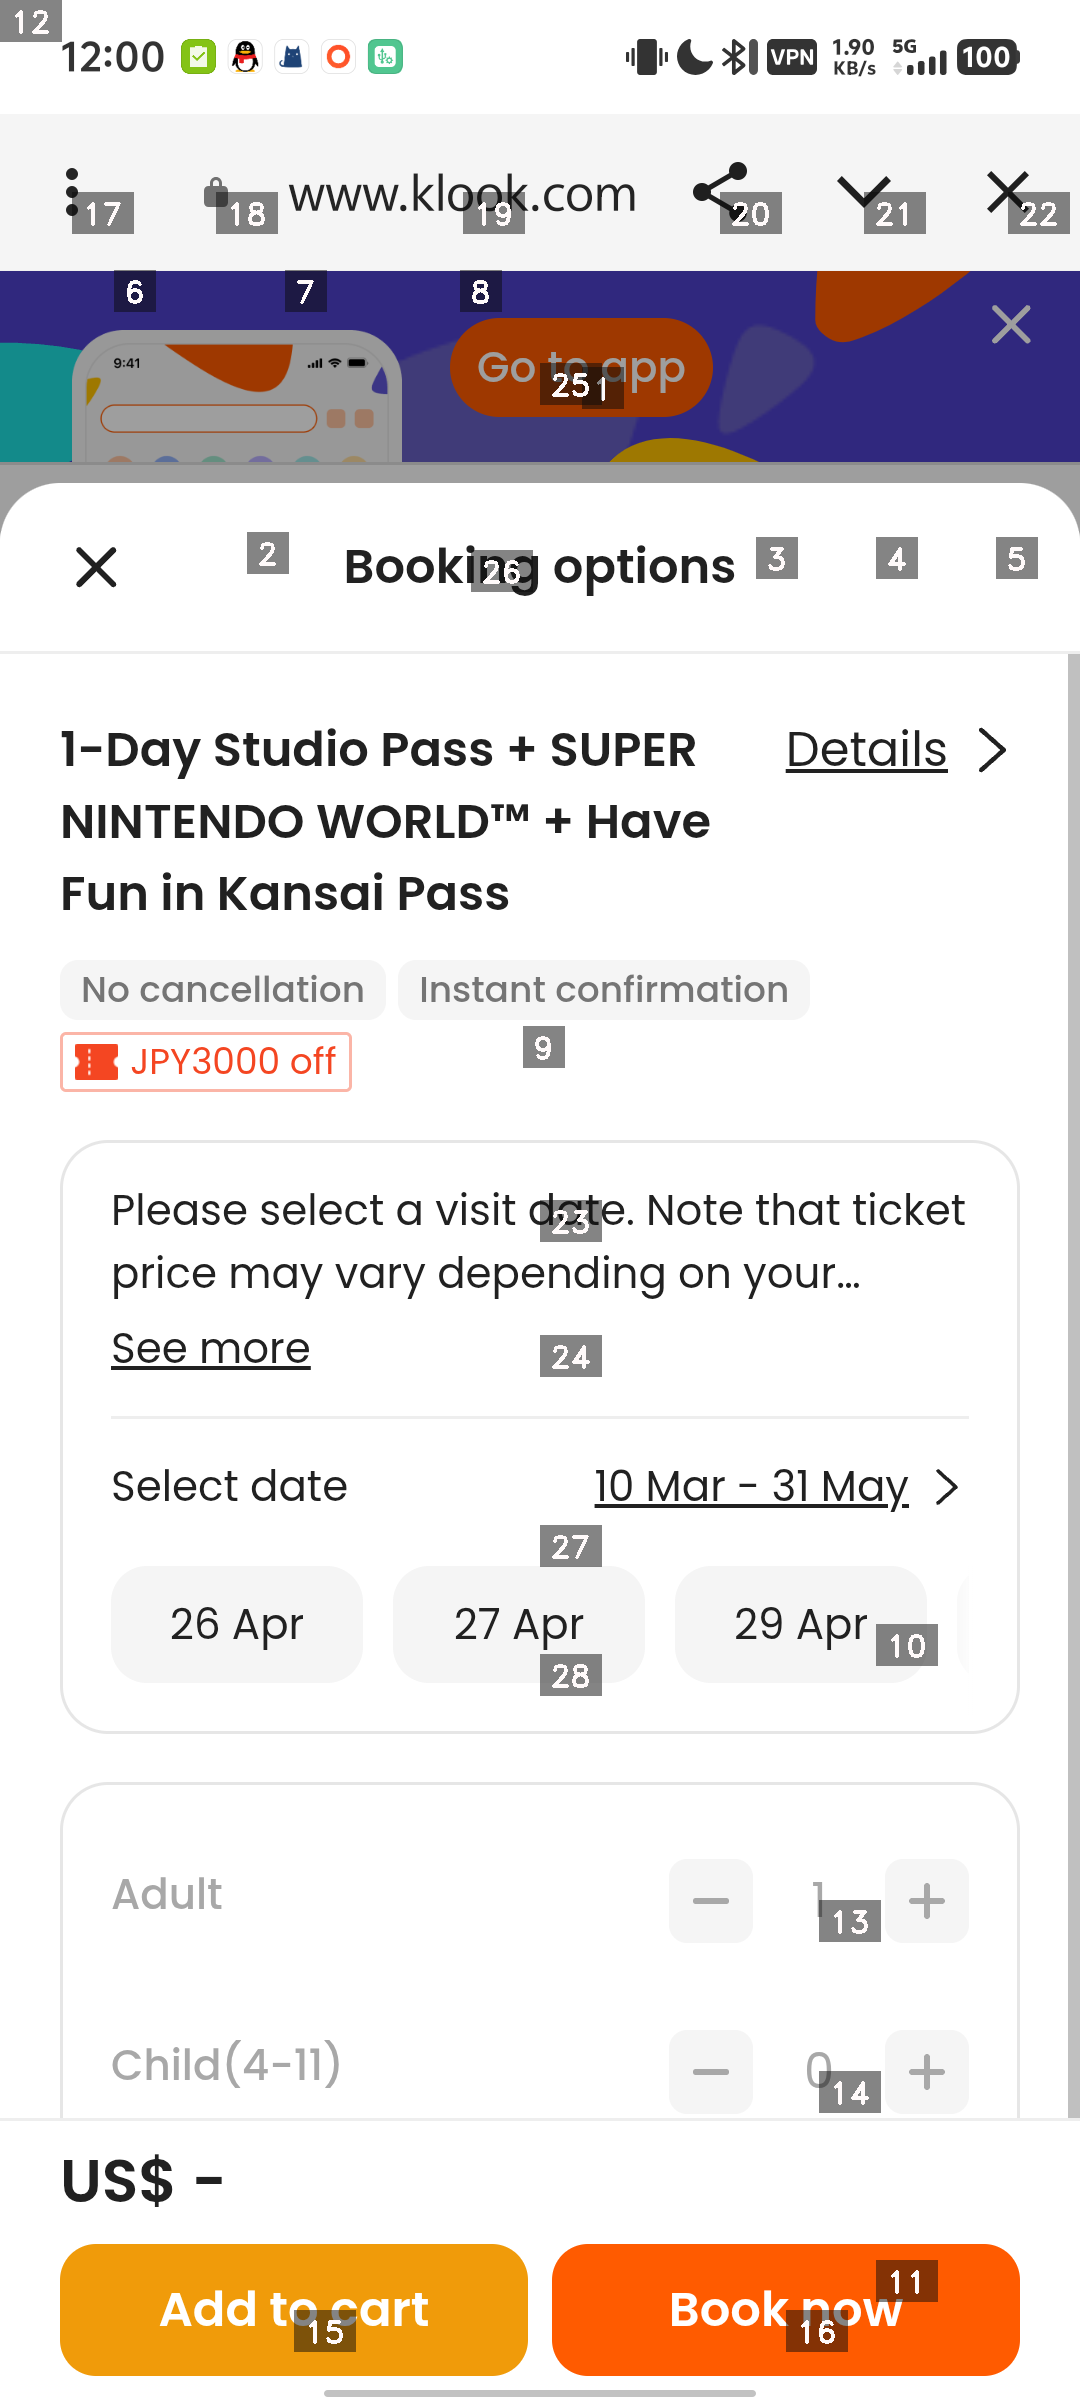 12
12:00
VPN 1.90 KB/s 5G 100
17 18 www.klook.com 19 20 21 22
6 7 8
9:41
Go to app
25 1
2 Booking options 3 4 5
26
1-Day Studio Pass + SUPER Details
NINTENDO WORLD™ + Have
Fun in Kansai Pass
No cancellation Instant confirmation
JPY3000 off 9
Please select a visit date. Note that ticket
23
price may vary depending on your...
See more 24
Select date 10 Mar - 31 May
27
26 Apr 27 Apr 29 Apr 10
28
Adult 1
13
Child(4-11) 0
14
US$ -
11
Add to cart Book now
15 16